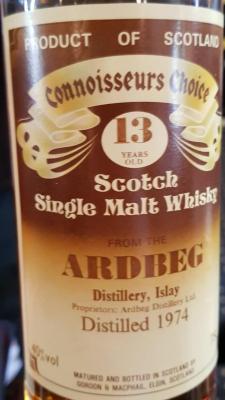 PRODUCT OF SCOTLAND
Connoisseurs Choice
13
YEARS
OLD
Scotch
Single Malt Whisky
FROM THE
ARDBEG
Distillery, Islay
Proprietors: Ardbeg Distillery Ltd.
Distilled 1974
40%vol
MATURED AND BOTTLED IN SCOTLAND BY
GORDON & MACPHAIL, ELGIN, SCOTLAND